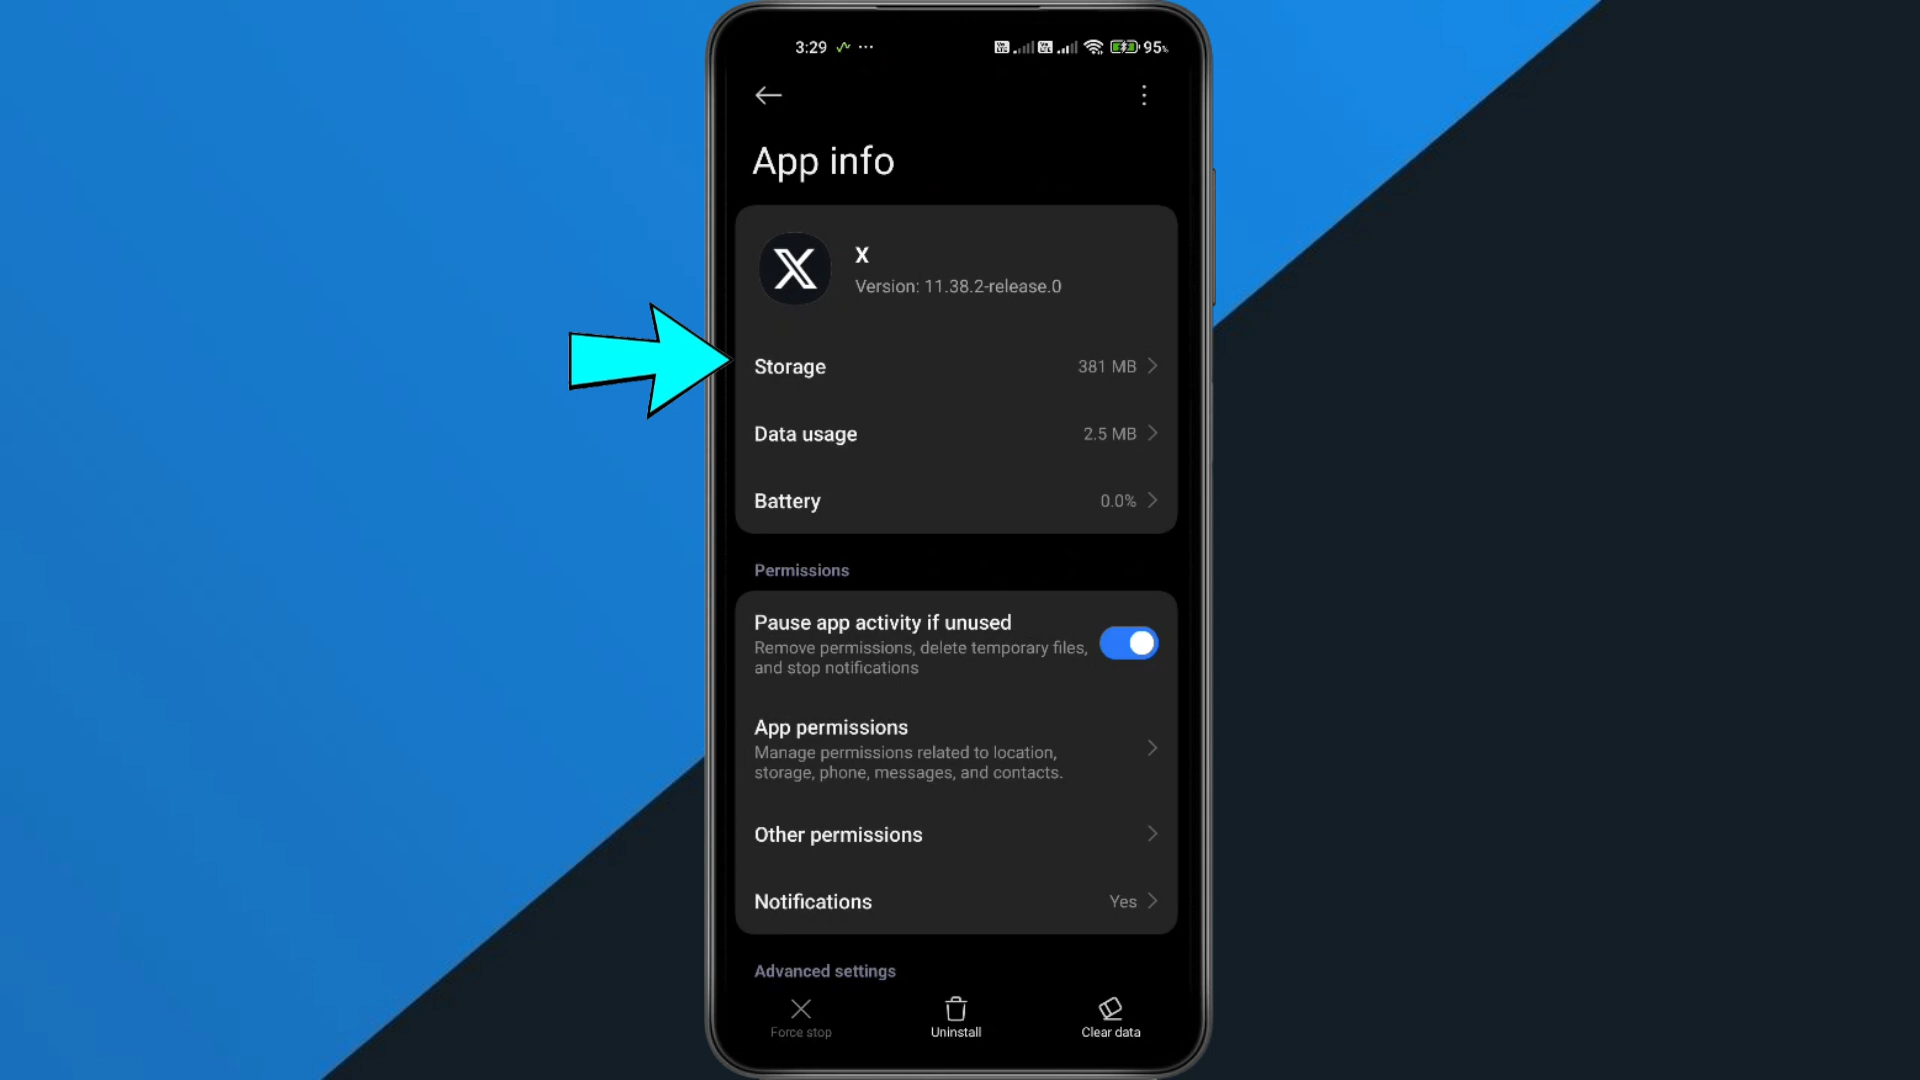 3:29 95%
App info
X
Version: 11.38.2-release.0
Storage 381 MB
Data usage 2.5 MB
Battery 0.0%
Permissions
Pause app activity if unused
Remove permissions, delete temporary files,
and stop notifications
App permissions
Manage permissions related to location,
storage, phone, messages, and contacts.
Other permissions
Notifications Yes
Advanced settings
Force stop Uninstall Clear data